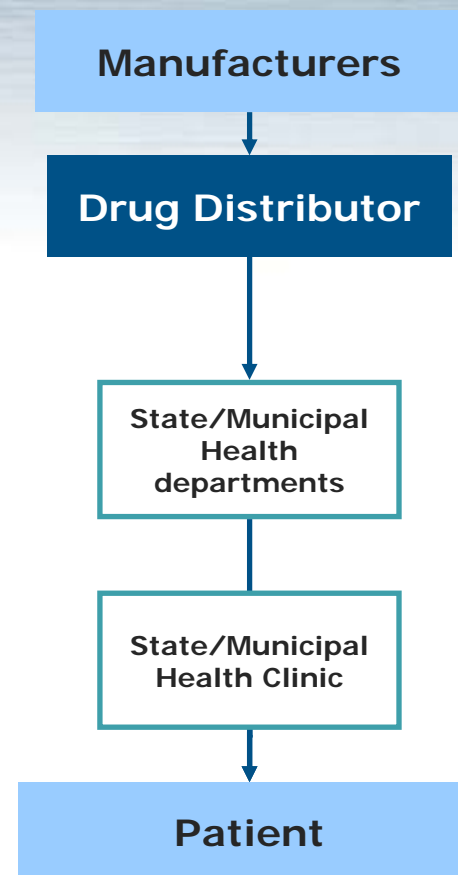 Manufacturers
Drug Distributor
State/Municipal
Health
departments
State/Municipal
Health Clinic
Patient